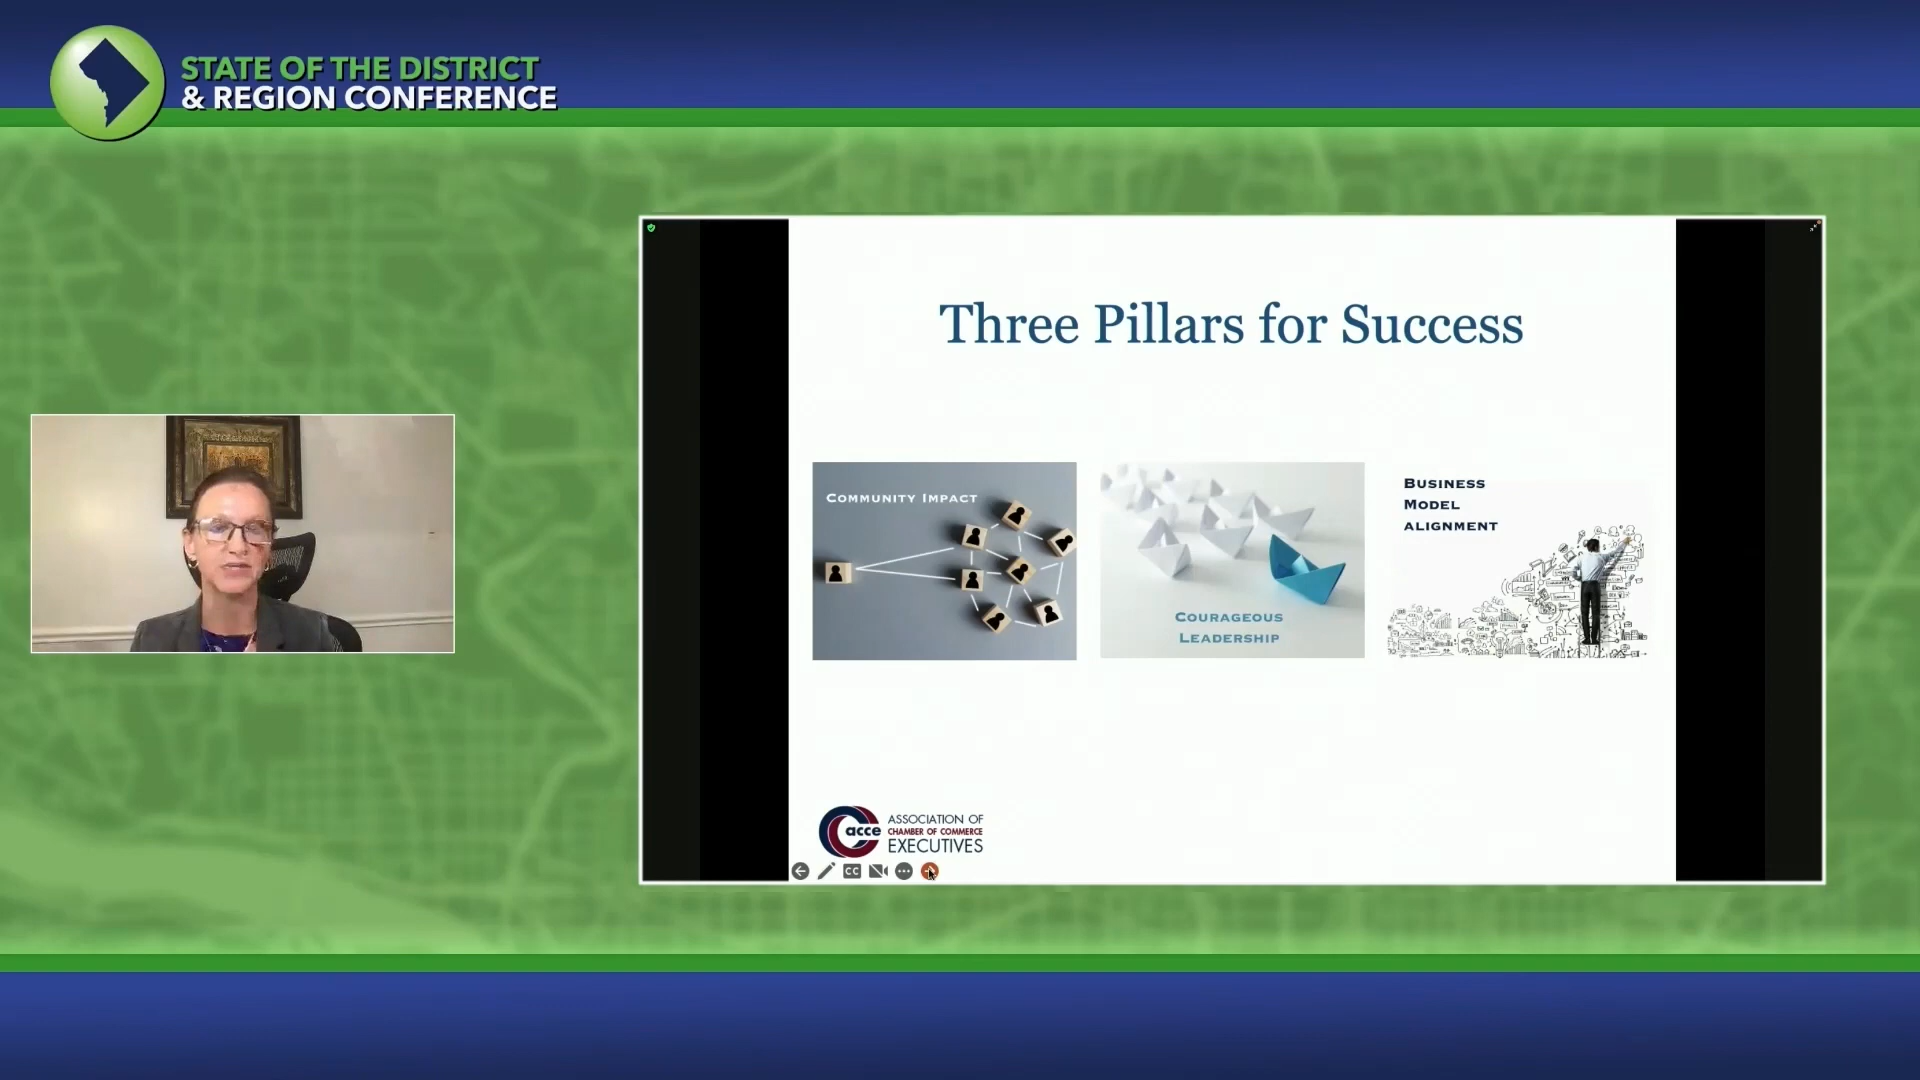 STATE OF THE DISTRICT
& REGION CONFERENCE
Three Pillars for Success
COMMUNITY IMPACT
COURAGEOUS
LEADERSHIP
BUSINESS
MODEL
ALIGNMENT
acce
ASSOCIATION OF
CHAMBER OF COMMERCE
EXECUTIVES
CC